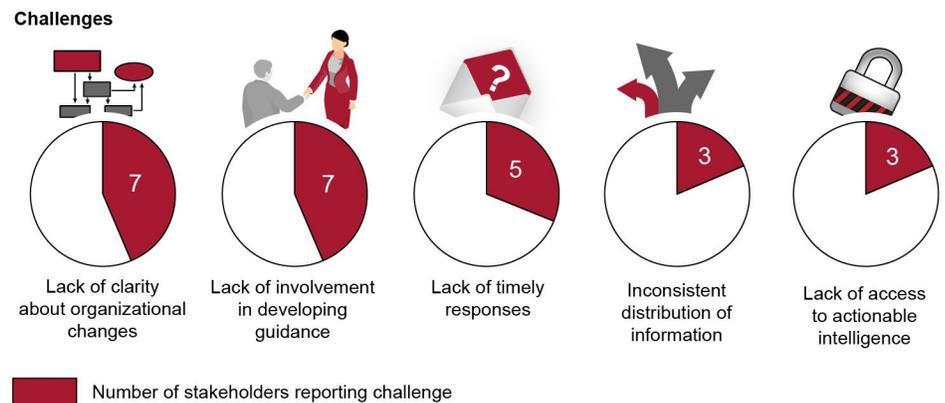 Challenges
?
7
7
5
3
3
Lack of clarity
about organizational
changes
Lack of involvement
in developing
guidance
Lack of timely
responses
Inconsistent
distribution of
information
Lack of access
to actionable
intelligence
Number of stakeholders reporting challenge